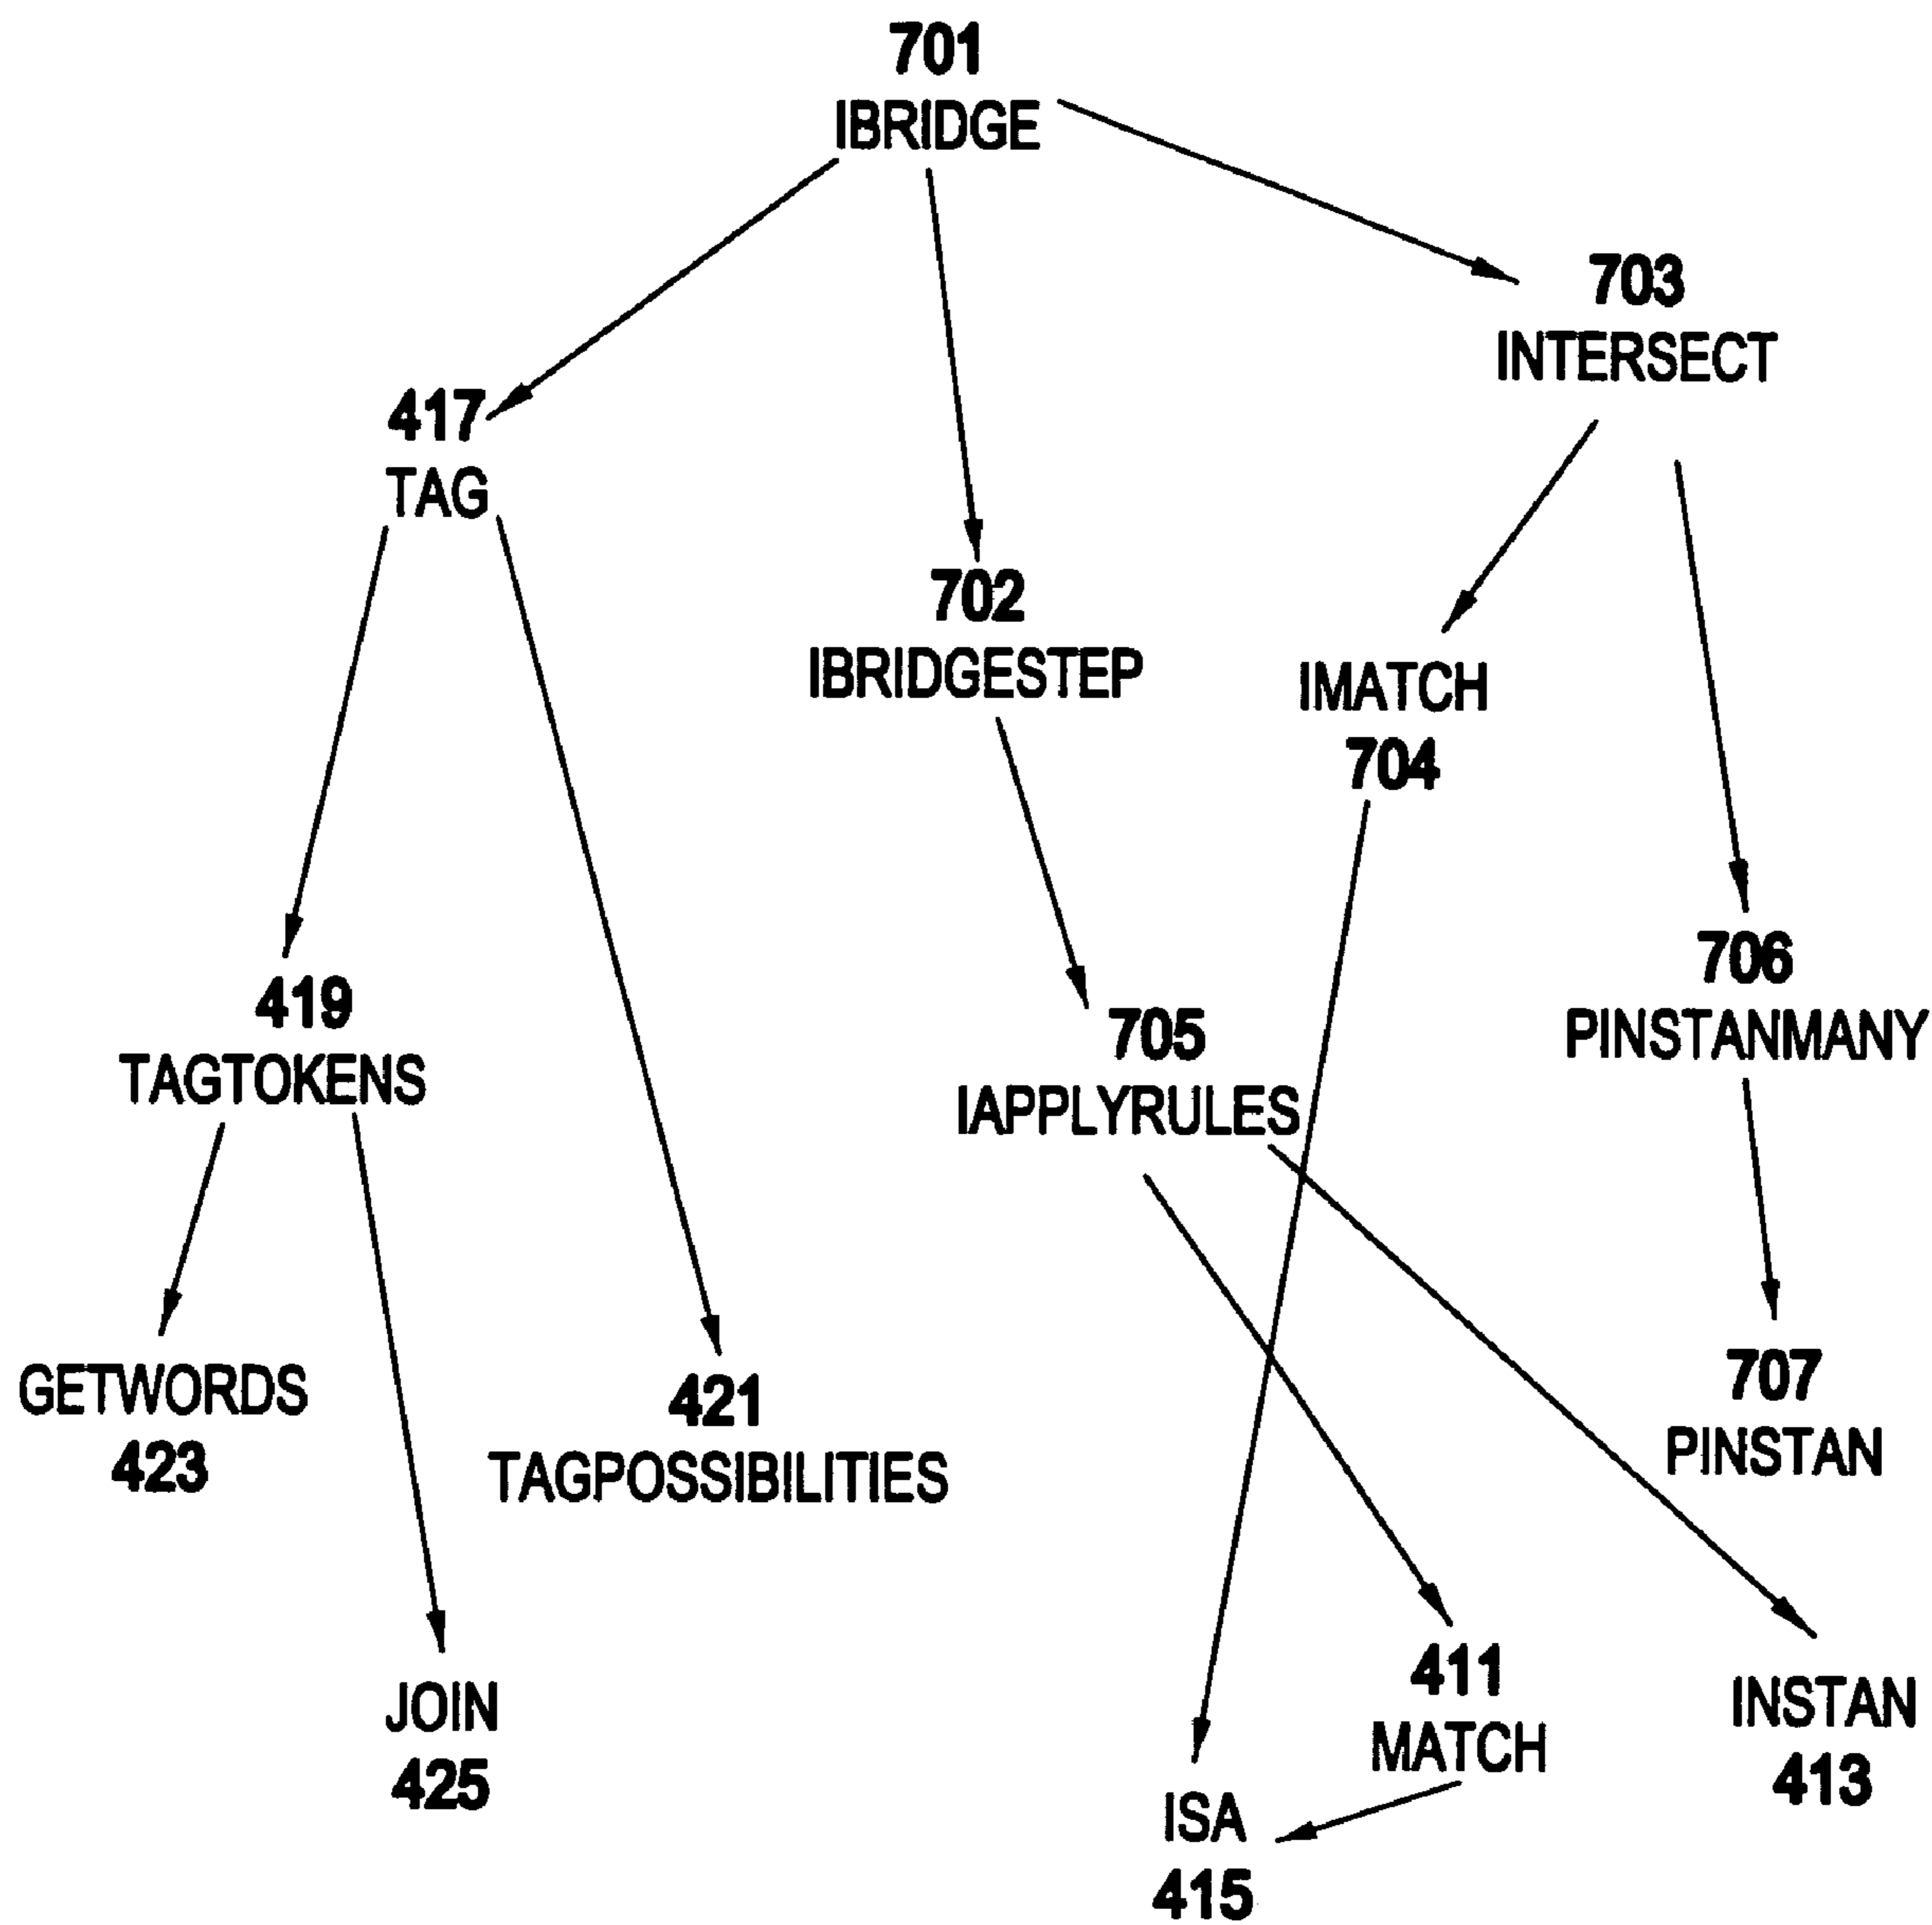 701
IBRIDGE
703
INTERSECT
417
TAG
702
IBRIDGESTEP
IMATCH
704
706
PINSTANMANY
419
TAGTOKENS
705
IAPPLYRULES
GETWORDS
423
421
TAGPOSSIBILITIES
707
PINSTAN
JOIN
425
411
MATCH
INSTAN
413
ISA
415